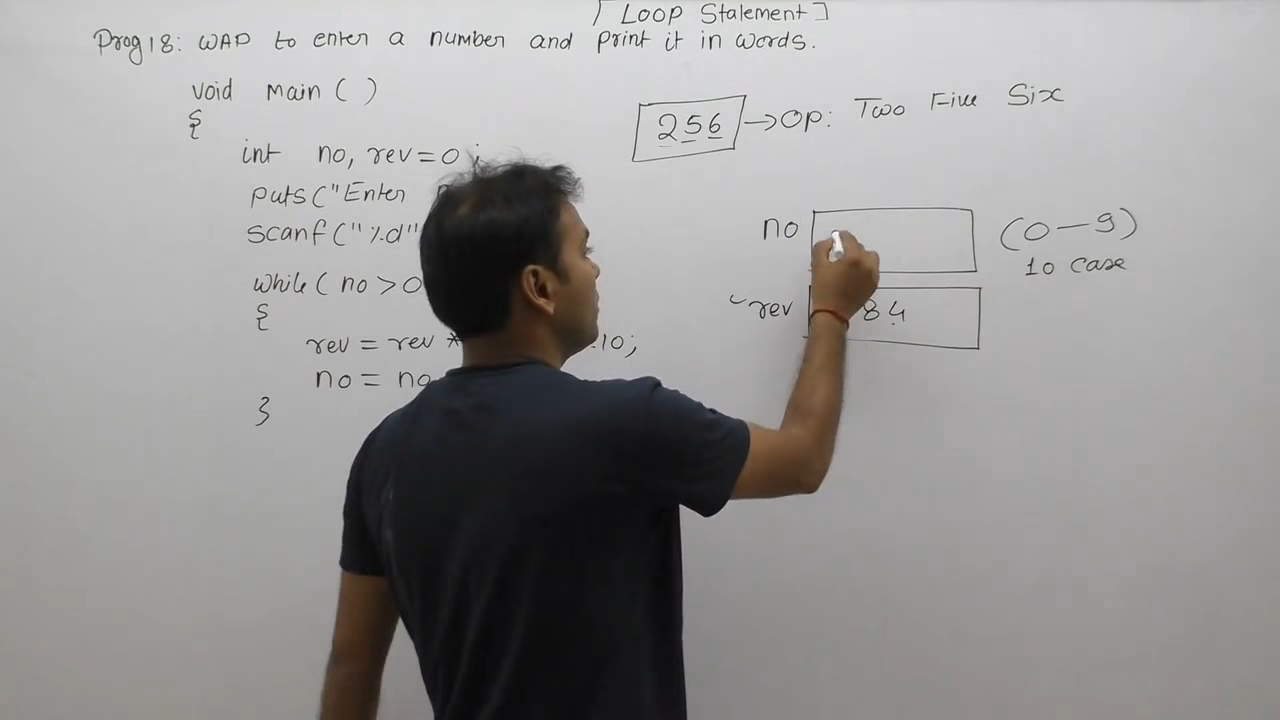 [ Loop Statement ]
Prog 18: WAP to enter a number and print it in words.
void main ( )
{
int no, rev = 0 ;
puts ("Enter
scanf ("%d"
while ( no > 0
{
rev = rev * .10;
no = no
}
256 → Op: Two Five Six
no (0 – 9)
10 case
rev 84